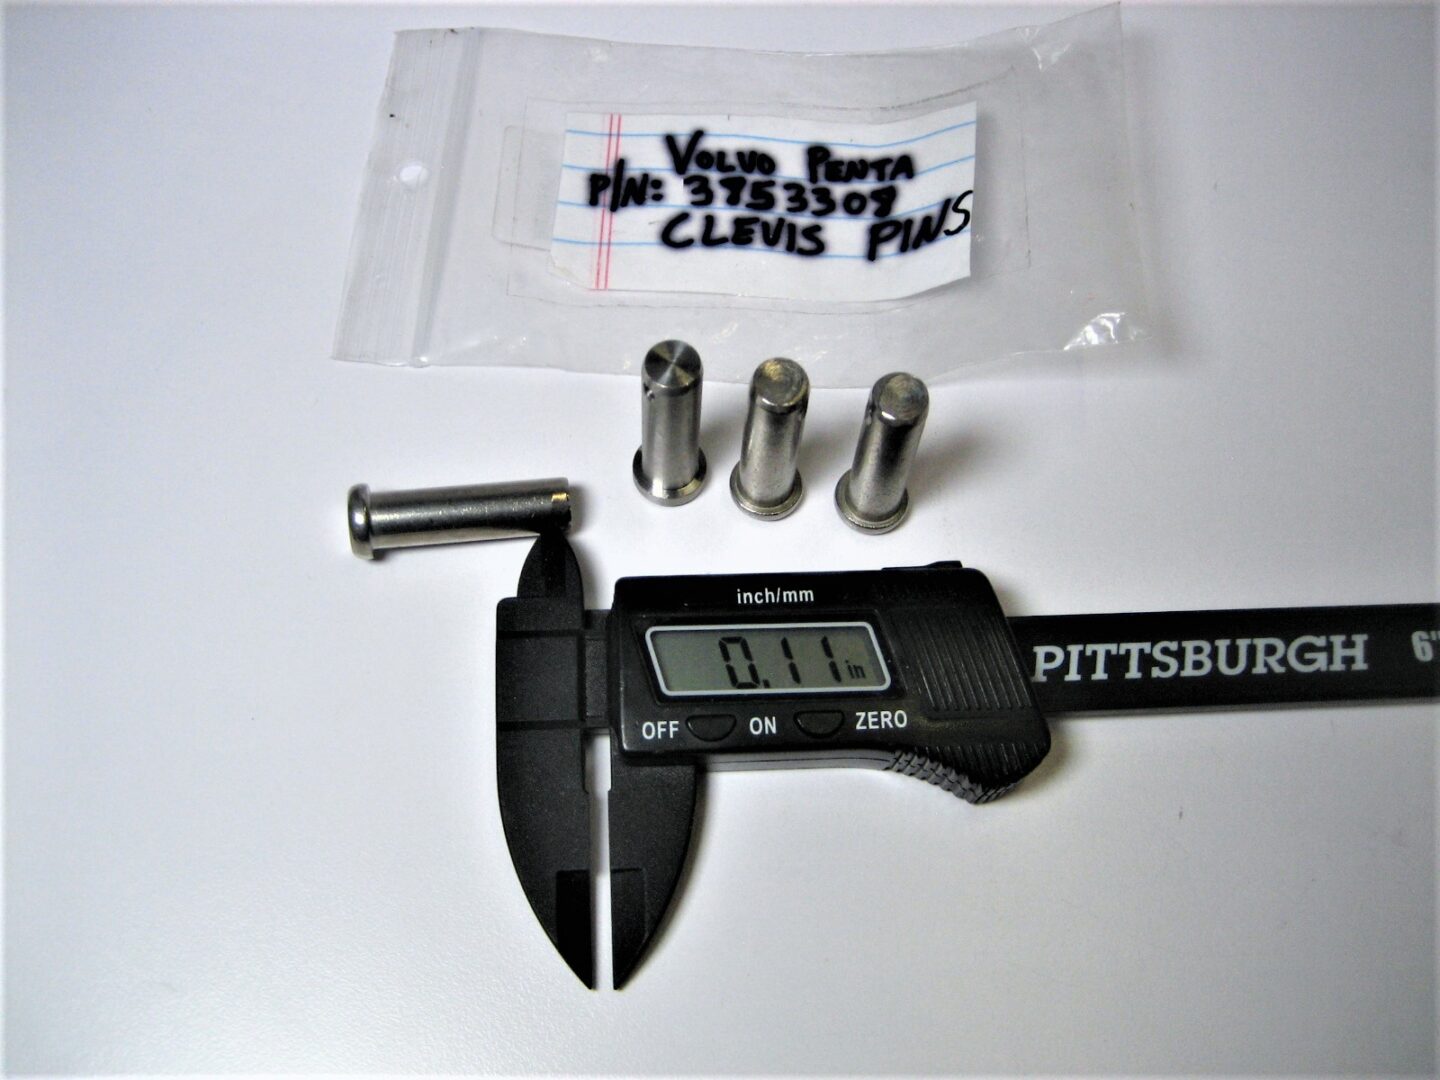 VOLVO PENTA
P/N: 3853308
CLEVIS PINS
inch/mm
0.11 in
OFF ON ZERO
PITTSBURGH 6"